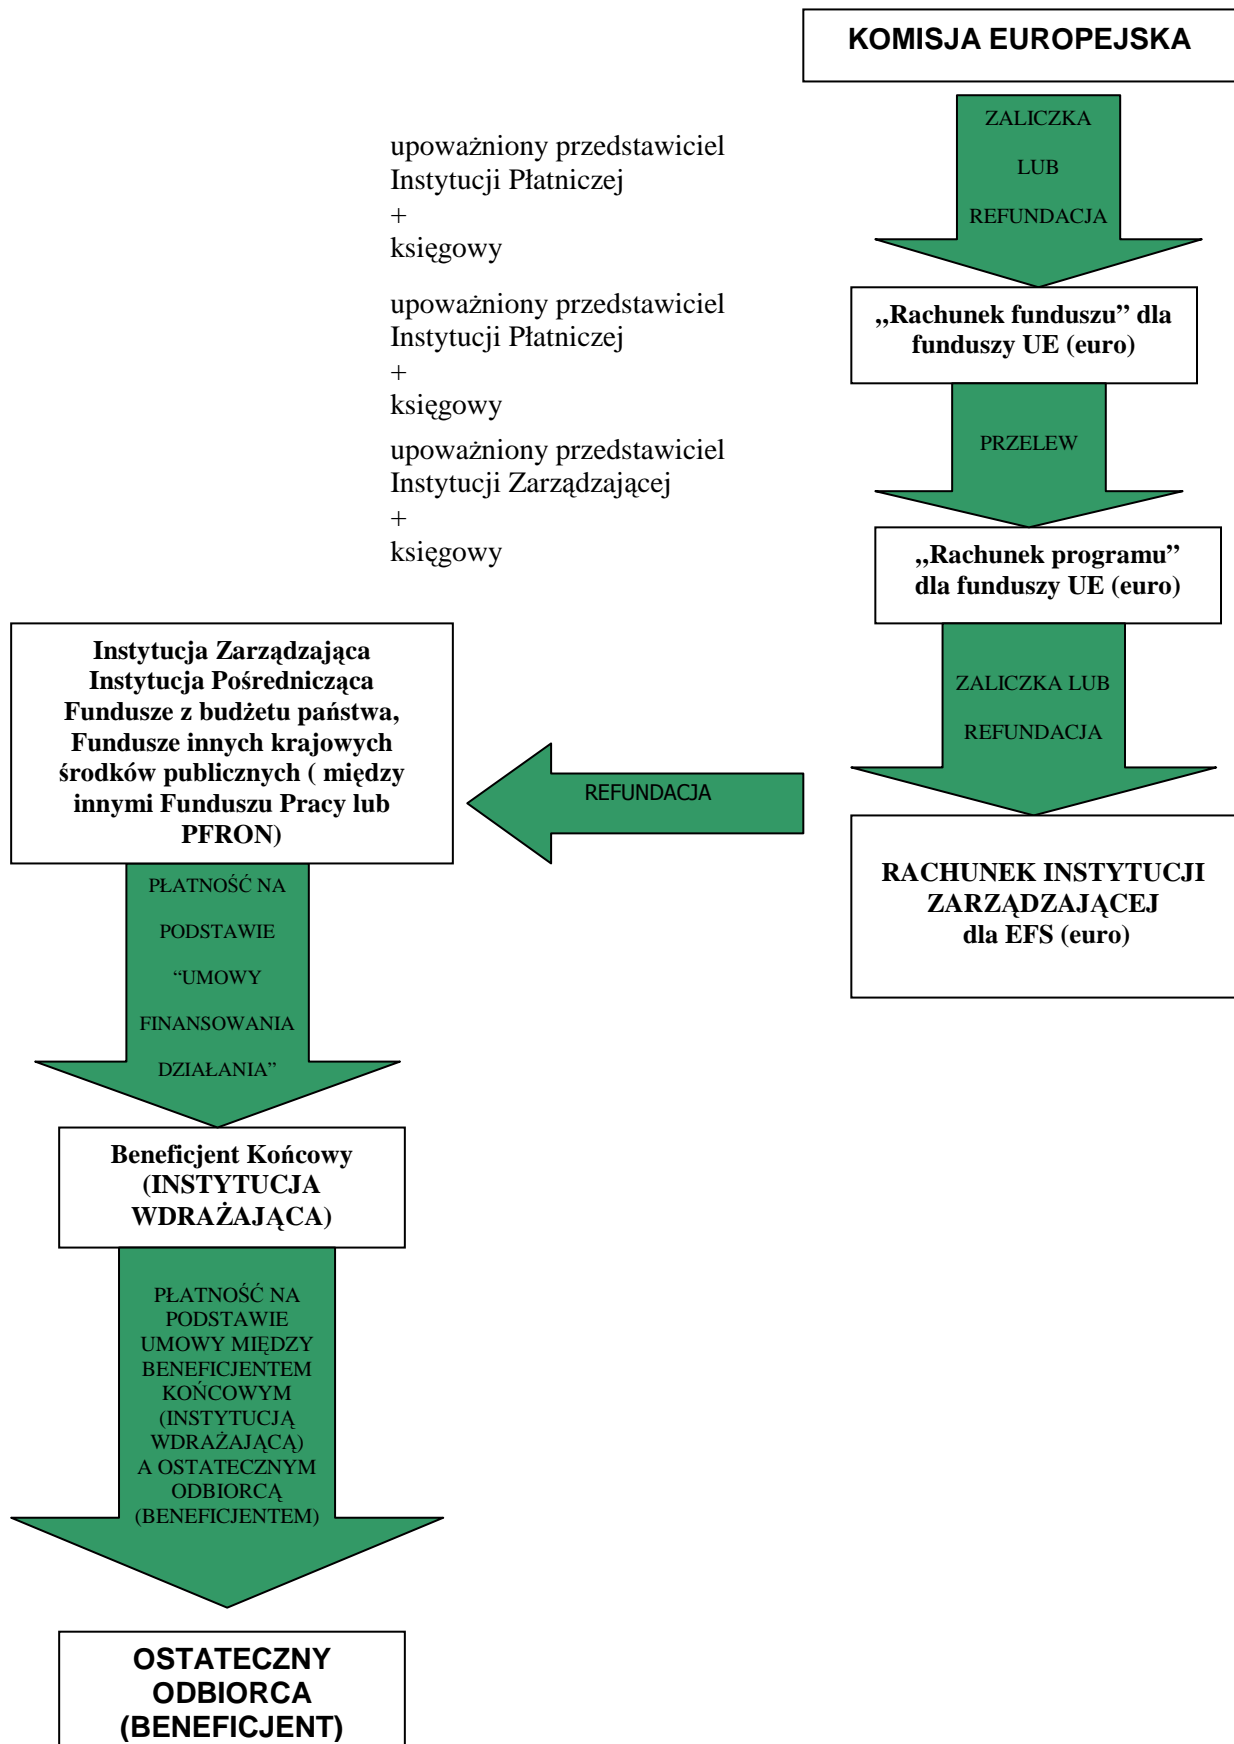 KOMISJA EUROPEJSKA
ZALICZKA
LUB
REFUNDACJA
upoważniony przedstawiciel
Instytucji Płatniczej
+
księgowy
„Rachunek funduszu” dla
funduszy UE (euro)
upoważniony przedstawiciel
Instytucji Płatniczej
+
księgowy
PRZELEW
upoważniony przedstawiciel
Instytucji Zarządzającej
+
księgowy
„Rachunek programu”
dla funduszy UE (euro)
ZALICZKA LUB
REFUNDACJA
RACHUNEK INSTYTUCJI
ZARZĄDZAJĄCEJ
dla EFS (euro)
REFUNDACJA
Instytucja Zarządzająca
Instytucja Pośrednicząca
Fundusze z budżetu państwa,
Fundusze innych krajowych
środków publicznych ( między
innymi Funduszu Pracy lub
PFRON)
PŁATNOŚĆ NA
PODSTAWIE
“UMOWY
FINANSOWANIA
DZIAŁANIA”
Beneficjent Końcowy
(INSTYTUCJA
WDRAŻAJĄCA)
PŁATNOŚĆ NA
PODSTAWIE
UMOWY MIĘDZY
BENEFICJENTEM
KOŃCOWYM
(INSTYTUCJĄ
WDRAŻAJĄCĄ)
A OSTATECZNYM
ODBIORCĄ
(BENEFICJENTEM)
OSTATECZNY
ODBIORCA
(BENEFICJENT)